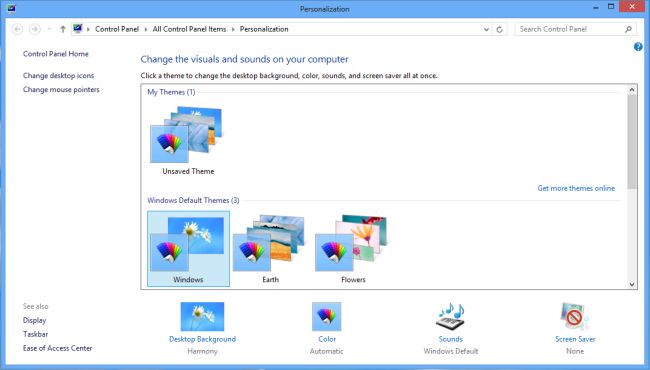 Personalization
Control Panel ▸ All Control Panel Items ▸ Personalization
Search Control Panel
Control Panel Home
Change desktop icons
Change mouse pointers
Change the visuals and sounds on your computer
Click a theme to change the desktop background, color, sounds, and screen saver all at once.
My Themes (1)
Unsaved Theme
Get more themes online
Windows Default Themes (3)
Windows
Earth
Flowers
See also
Display
Taskbar
Ease of Access Center
Desktop Background
Harmony
Color
Automatic
Sounds
Windows Default
Screen Saver
None